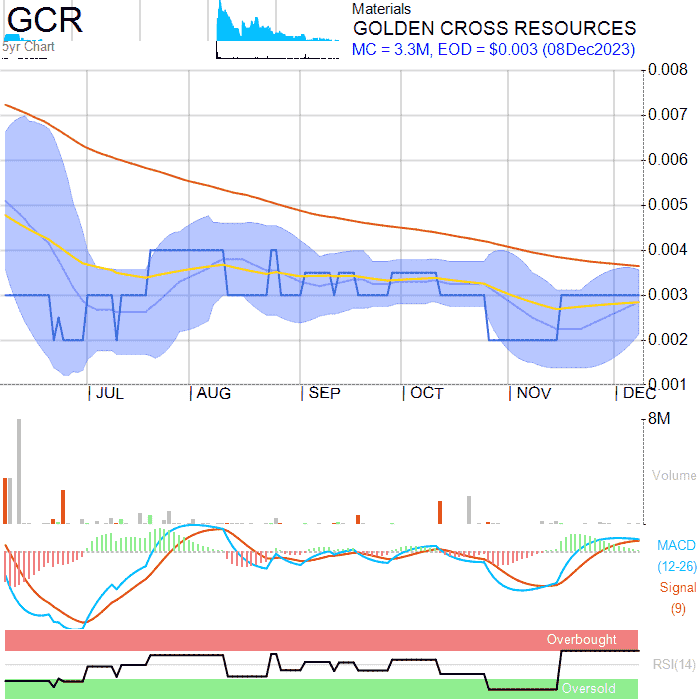 GCR
Materials
GOLDEN CROSS RESOURCES
MC = 3.3M, EOD = $0.003 (08Dec2023)
5yr Chart
0.008
0.007
0.006
0.005
0.004
0.003
0.002
0.001
JUL
AUG
SEP
OCT
NOV
DEC
8M
Volume
MACD
(12-26)
Signal
(9)
Overbought
RSI(14)
Oversold